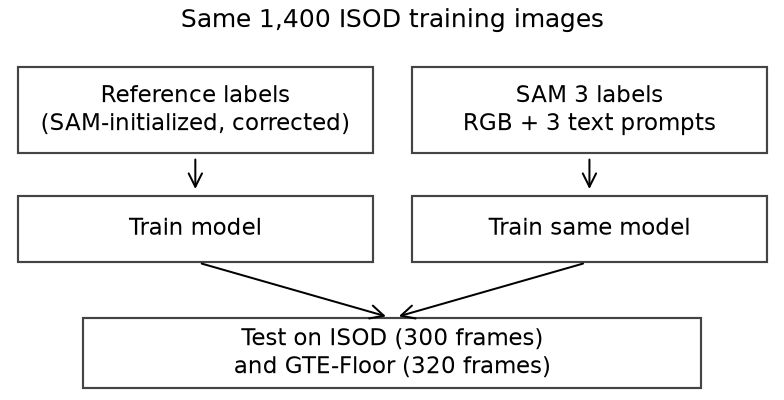 Same 1,400 ISOD training images
Reference labels
(SAM-initialized, corrected)
SAM 3 labels
RGB + 3 text prompts
Train model
Train same model
Test on ISOD (300 frames)
and GTE-Floor (320 frames)